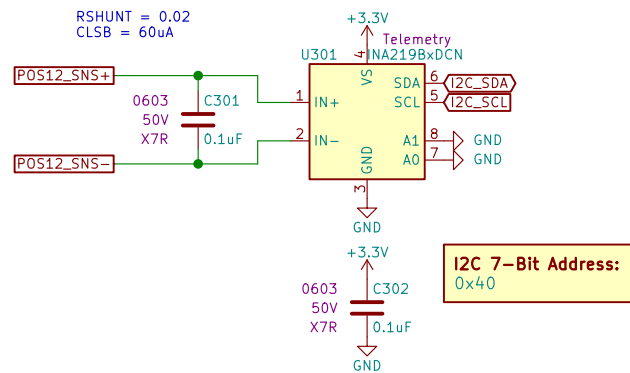 RSHUNT = 0.02
CLSB = 60uA
+3.3V
Telemetry
U301
INA219BxDCN
4
VS
POS12_SNS+
SDA
6
I2C_SDA
0603
C301
1
IN+
SCL
5
I2C_SCL
50V
X7R
0.1uF
2
IN-
A1
8
GND
POS12_SNS-
GND
A0
7
GND
3
GND
+3.3V
0603
C302
50V
X7R
0.1uF
GND
I2C 7-Bit Address:
0x40